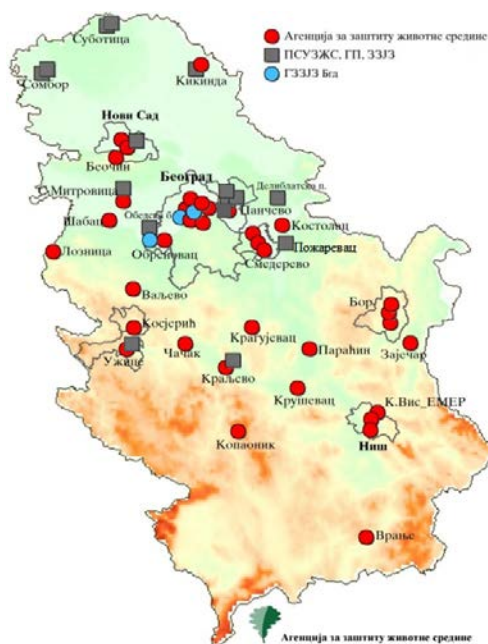 Агенција за заштиту животне средине
ПСУЗЖС, ГП, ЗЗЈЗ
ГЗЗЈЗ Бгд
Суботица
Сомбор
Кикинда
Нови Сад
Беочин
С.Митровица
Београд
Делиблатска п.
Шабац
Обедска б.
Панчево
Костолац
Лозница
Обреновац
Смедерево
Пожаревац
Ваљево
Бор
Косјерић
Крагујевац
Ужице
Чачак
Параћин
Зајечар
Краљево
Крушевац
К.Вис_ЕМЕР
Копаоник
Ниш
Врање
Агенција за заштиту животне средине